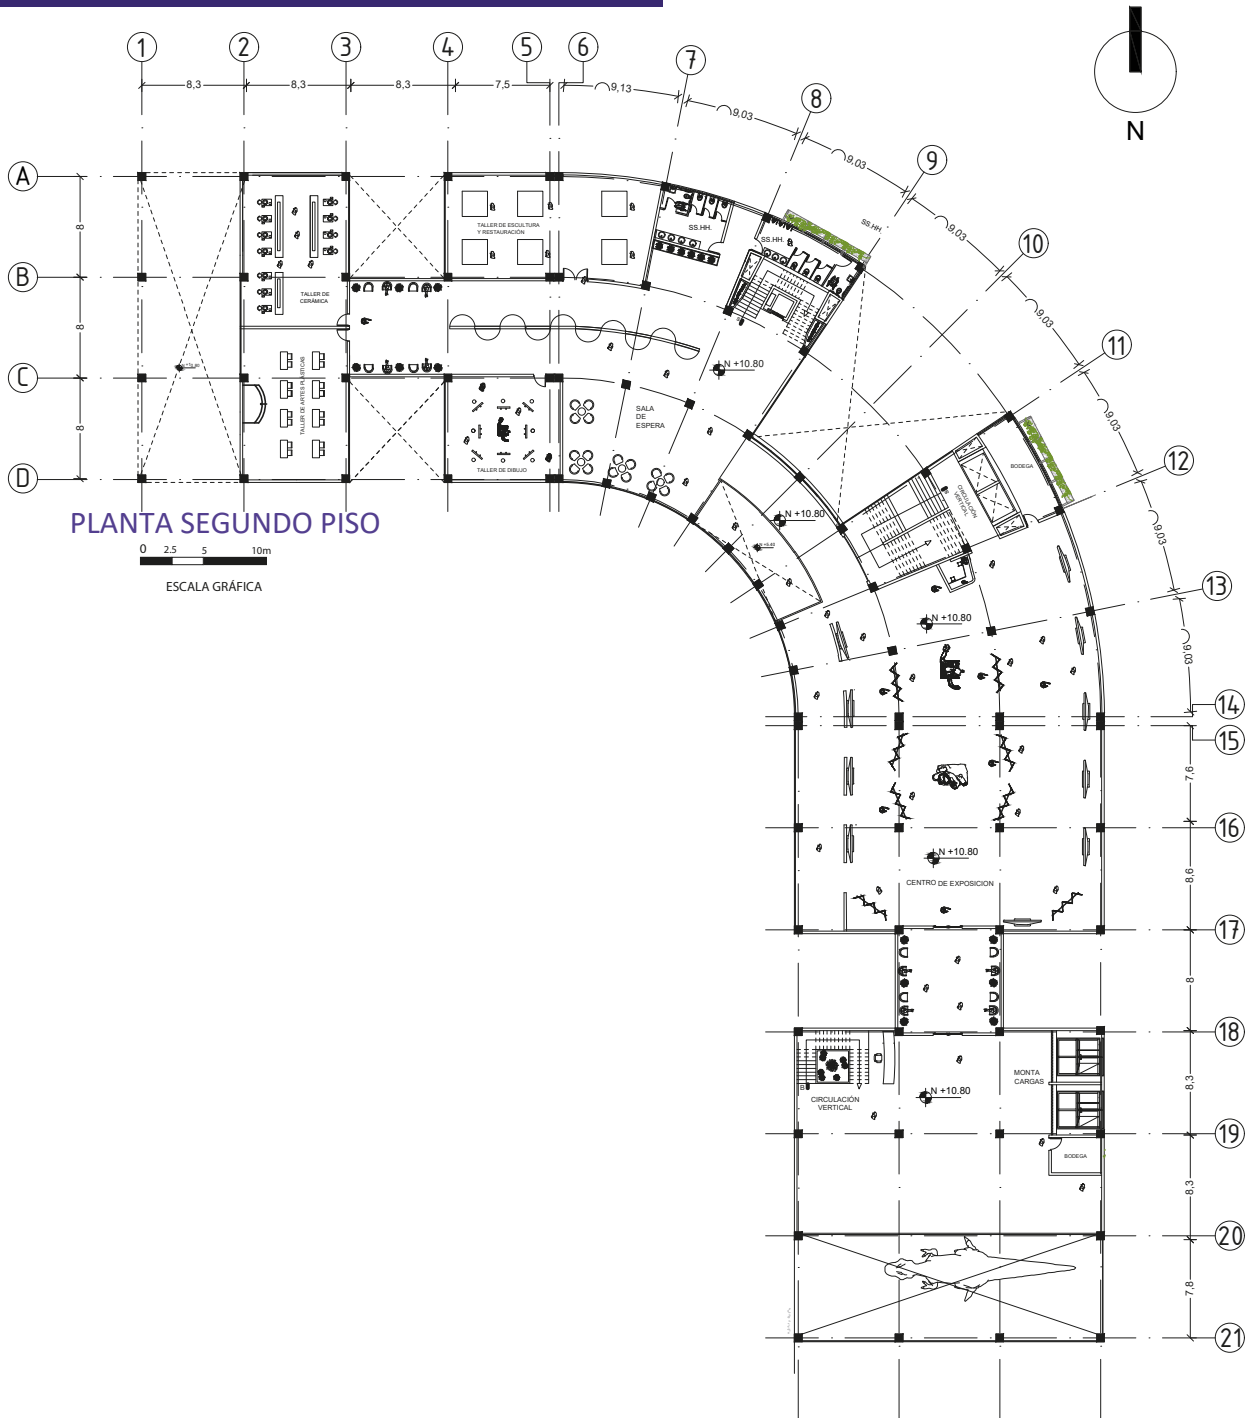 1 2 3 4 5 6 7 8 9 10 11 12 13 14 15 16 17 18 19 20 21
8,3 8,3 8,3 7,5 9,13 9,03 9,03 9,03 9,03 9,03 9,03 9,03
7,6 8,6 8 8,3 8,3 7,8
N
A
B
C
D
8
8
8
TALLER DE ESCULTURA
Y RESTAURACIÓN
SS.HH.
SS.HH.
SS.HH.
TALLER DE
CERÁMICA
TALLER DE ARTES PLASTICAS
N +10.80
SALA
DE
ESPERA
TALLER DE DIBUJO
BODEGA
CIRCULACIÓN
VERTICAL
N +10.80
PLANTA SEGUNDO PISO
0 2.5 5 10m
ESCALA GRÁFICA
N +10.80
N +10.80
CENTRO DE EXPOSICION
MONTA
CARGAS
N +10.80
B
CIRCULACIÓN
VERTICAL
BODEGA